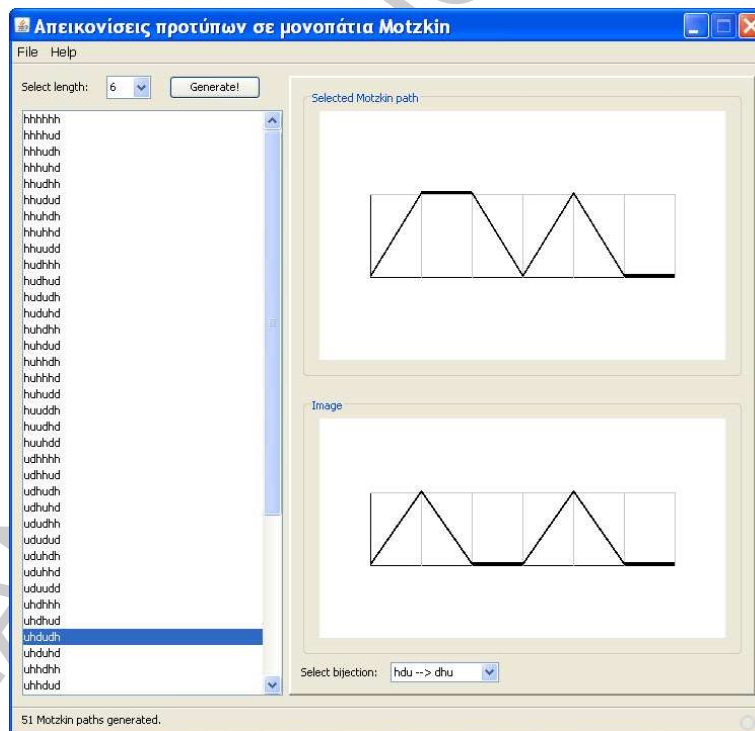 Απεικονίσεις προτύπων σε μονοπάτια Motzkin
File Help
Select length: 6 Generate!
hhhhhh
hhhhud
hhhudh
hhhuhd
hhudhh
hhudud
hhuhdh
hhuhhd
hhuudd
hudhhh
hudhud
hududh
huduhd
huhdhh
huhdud
huhhdh
huhhhd
huhudd
huuddh
huudhd
huuhdd
udhhhh
udhhud
udhudh
udhuhd
ududhh
ududud
uduhdh
uduhhd
uduudd
uhdhhh
uhdhud
uhdudh
uhduhd
uhhdhh
uhhdud
Selected Motzkin path
Image
Select bijection: hdu --> dhu
51 Motzkin paths generated.